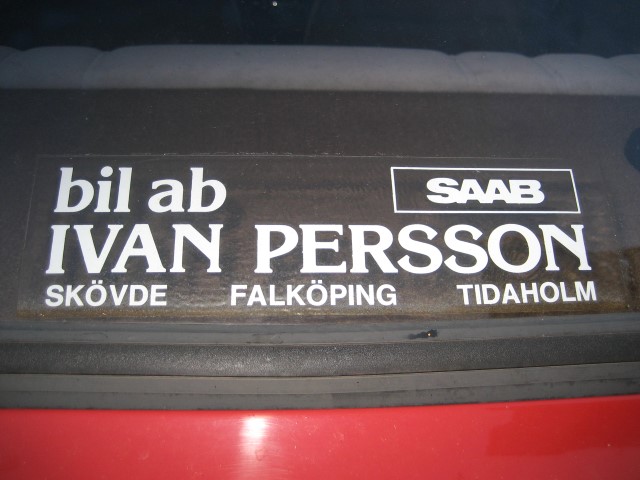 bil ab
SAAB
IVAN PERSSON
SKÖVDE FALKÖPING TIDAHOLM